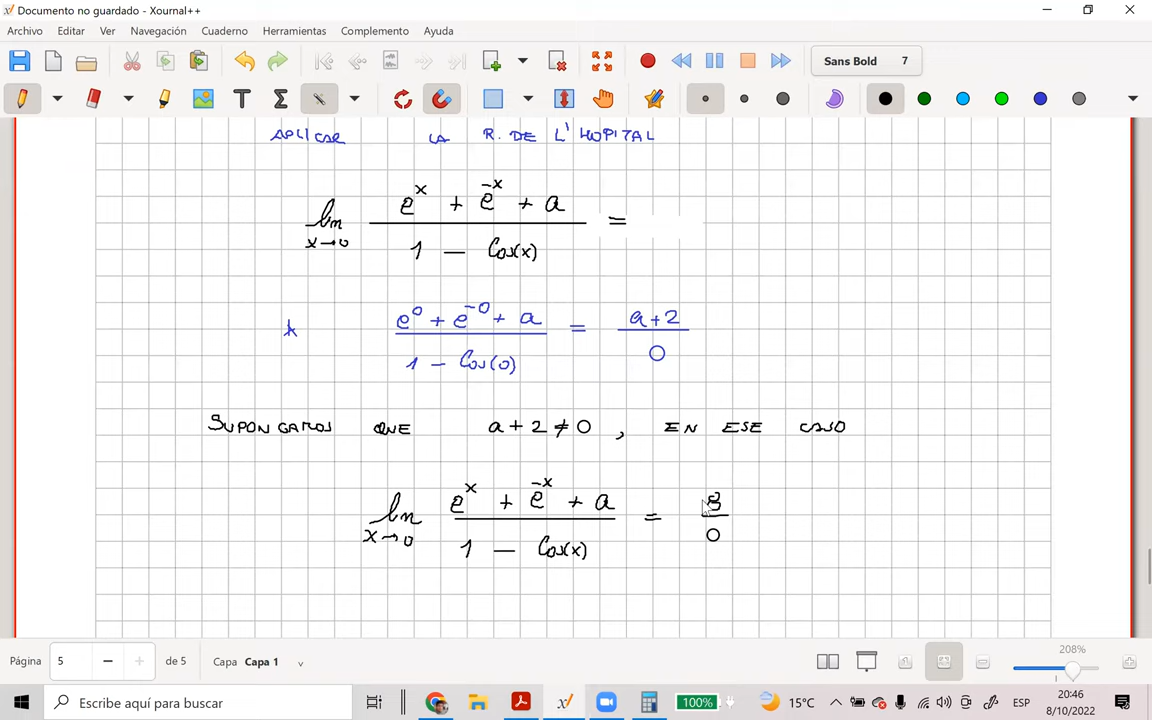 Documento no guardado - Xournal++
Archivo Editar Ver Navegación Cuaderno Herramientas Complemento Ayuda
Sans Bold 7
APLICAR LA R. DE L'HOPITAL
lim x→0 (e^x + e^-x + a) / (1 - Cos(x)) =
* (e^0 + e^-0 + a) / (1 - Cos(0)) = (a+2) / 0
SUPONGAMOS QUE a+2≠0, EN ESE CASO
lim x→0 (e^x + e^-x + a) / (1 - Cos(x)) = 3/0
Página 5 de 5 Capa Capa 1
208%
Escribe aquí para buscar
100%
15°C
ESP
20:46
8/10/2022